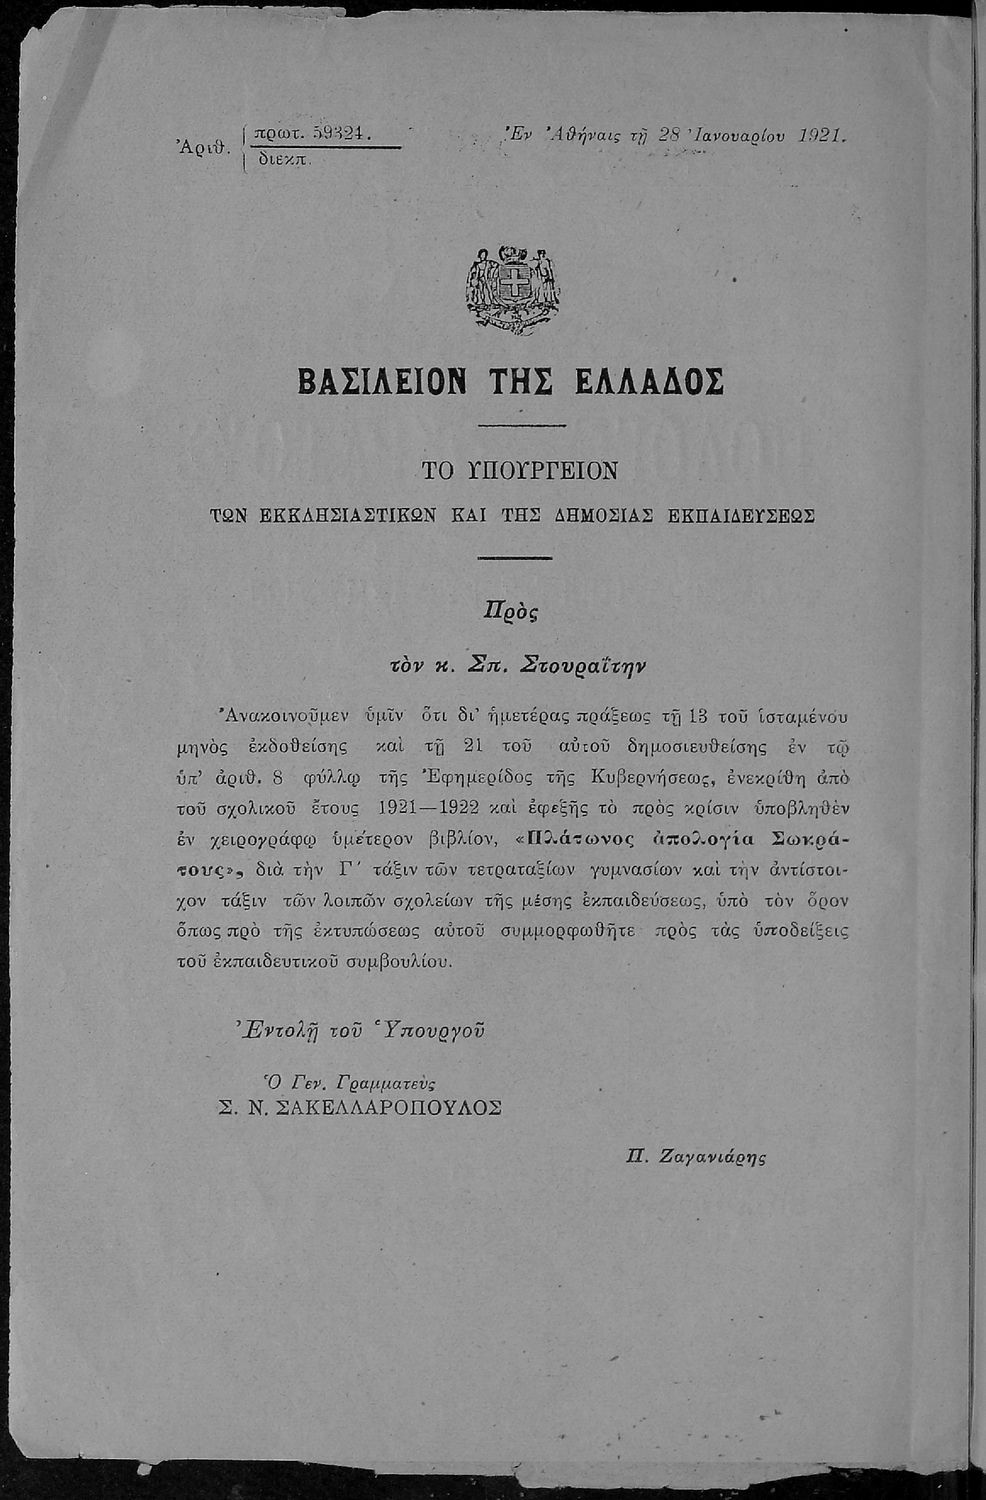 Ἀριθ. πρωτ. 59324.
διεκπ.
Ἐν Ἀθήναις τῇ 28 Ἰανουαρίου 1921.
ΒΑΣΙΛΕΙΟΝ ΤΗΣ ΕΛΛΑΔΟΣ
ΤΟ ΥΠΟΥΡΓΕΙΟΝ
ΤΩΝ ΕΚΚΛΗΣΙΑΣΤΙΚΩΝ ΚΑΙ ΤΗΣ ΔΗΜΟΣΙΑΣ ΕΚΠΑΙΔΕΥΣΕΩΣ
Πρὸς
τὸν κ. Σπ. Στουραΐτην
Ἀνακοινοῦμεν ὑμῖν ὅτι δι’ ἡμετέρας πράξεως τῇ 13 τοῦ ἱσταμένου
μηνὸς ἐκδοθείσης καὶ τῇ 21 τοῦ αὐτοῦ δημοσιευθείσης ἐν τῷ
ὑπ’ ἀριθ. 8 φύλλῳ τῆς Ἐφημερίδος τῆς Κυβερνήσεως, ἐνεκρίθη ἀπὸ
τοῦ σχολικοῦ ἔτους 1921—1922 καὶ ἐφεξῆς τὸ πρὸς κρίσιν ὑποβληθὲν
ἐν χειρογράφῳ ὑμέτερον βιβλίον, «Πλάτωνος ἀπολογία Σωκρά-
τους», διὰ τὴν Γ΄ τάξιν τῶν τετραταξίων γυμνασίων καὶ τὴν ἀντίστοι-
χον τάξιν τῶν λοιπῶν σχολείων τῆς μέσης ἐκπαιδεύσεως, ὑπὸ τὸν ὅρον
ὅπως πρὸ τῆς ἐκτυπώσεως αὐτοῦ συμμορφωθῆτε πρὸς τὰς ὑποδείξεις
τοῦ ἐκπαιδευτικοῦ συμβουλίου.
Ἐντολῇ τοῦ Ὑπουργοῦ
Ὁ Γεν. Γραμματεὺς
Σ. Ν. ΣΑΚΕΛΛΑΡΟΠΟΥΛΟΣ
Π. Ζαγανιάρης